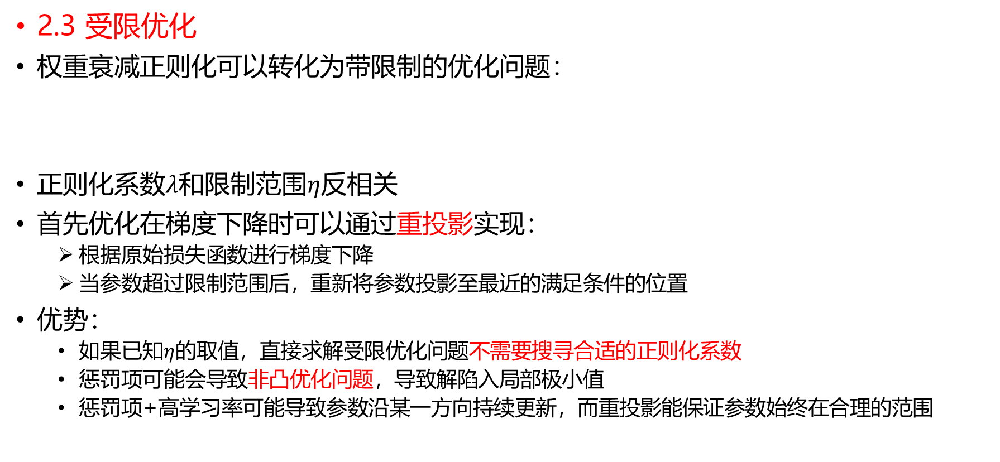 • 2.3 受限优化
• 权重衰减正则化可以转化为带限制的优化问题：
• 正则化系数λ和限制范围η反相关
• 首先优化在梯度下降时可以通过重投影实现：
➢ 根据原始损失函数进行梯度下降
➢ 当参数超过限制范围后，重新将参数投影至最近的满足条件的位置
• 优势：
• 如果已知η的取值，直接求解受限优化问题不需要搜寻合适的正则化系数
• 惩罚项可能会导致非凸优化问题，导致解陷入局部极小值
• 惩罚项+高学习率可能导致参数沿某一方向持续更新，而重投影能保证参数始终在合理的范围